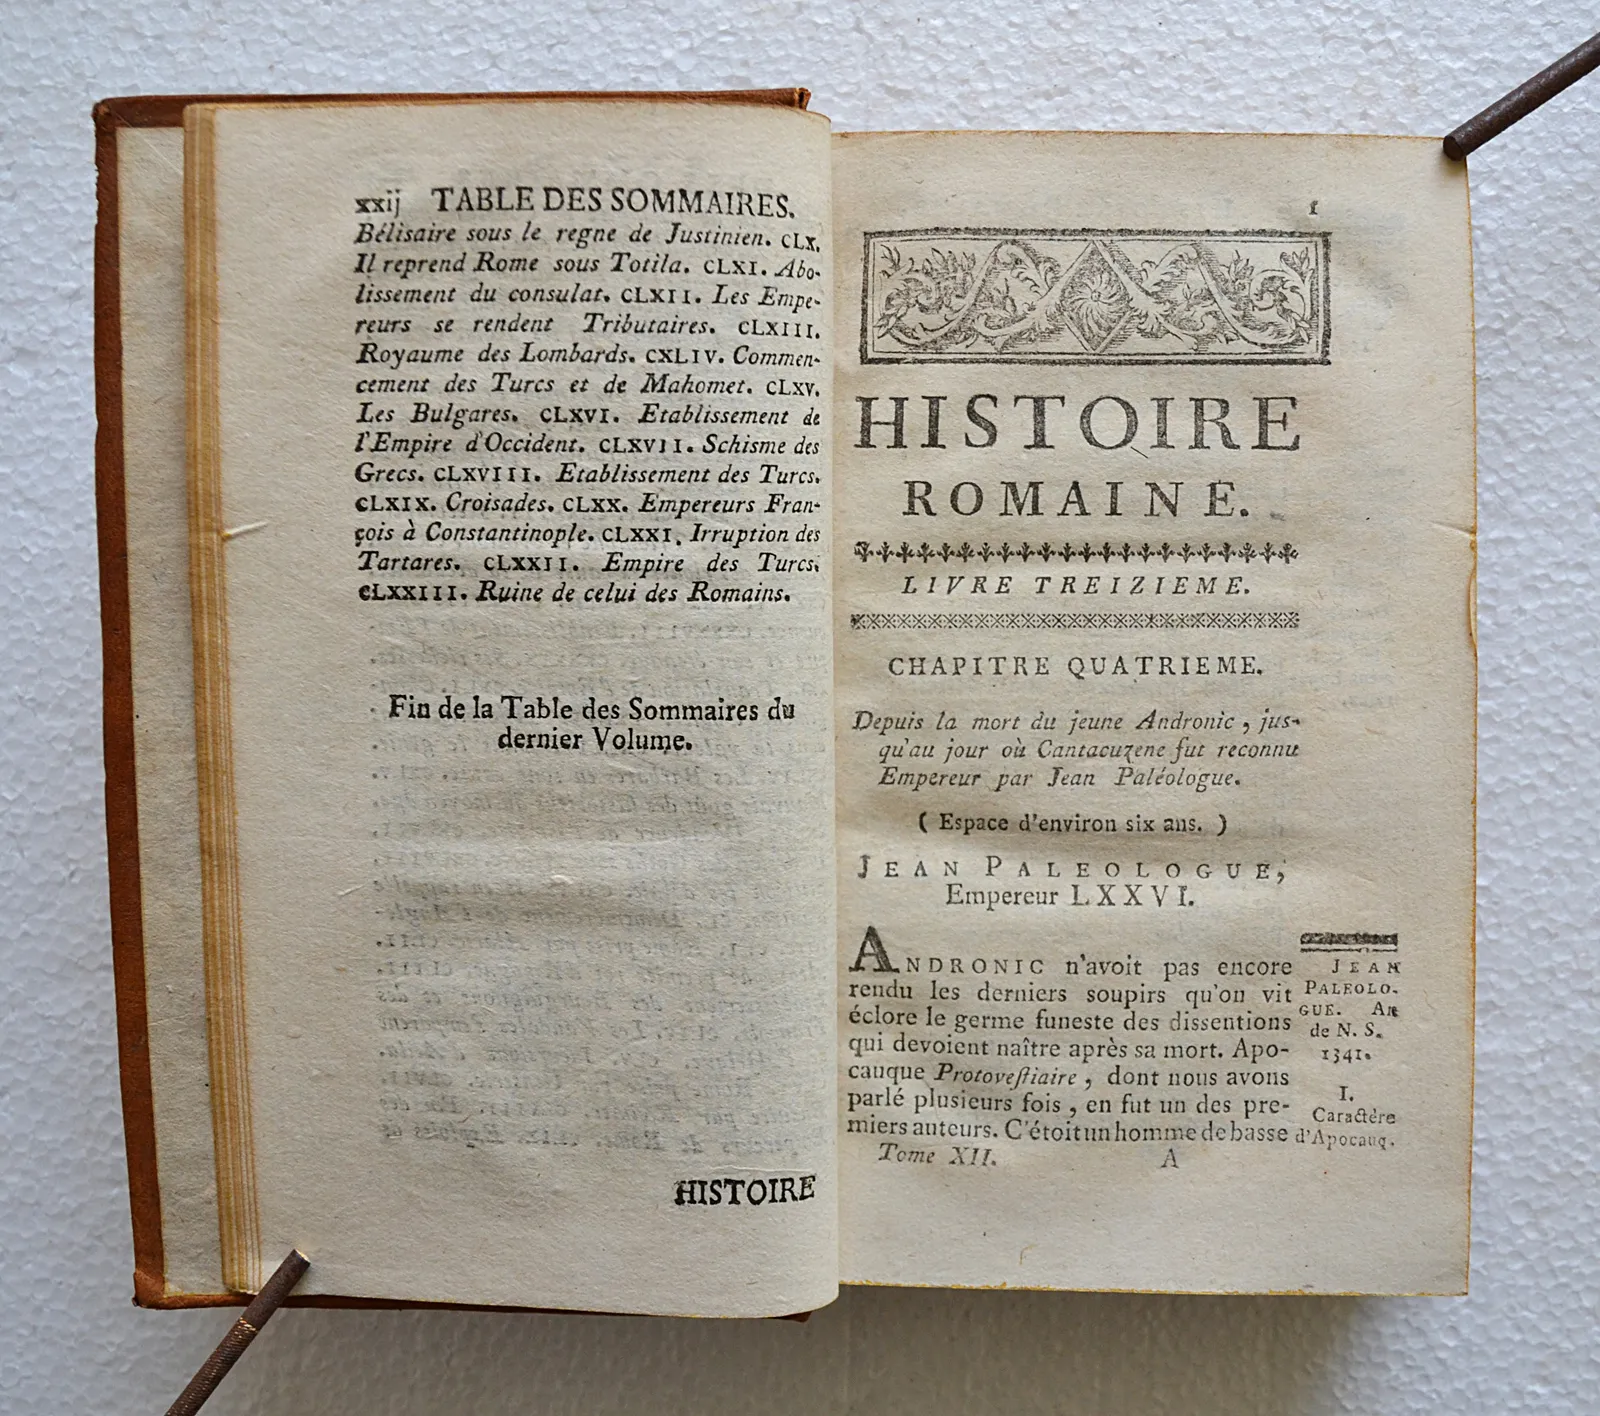 xxij TABLE DES SOMMAIRES.
Bélisaire sous le regne de Justinien. CLX.
Il reprend Rome sous Totila. CLXI. Abo-
lissement du consulat. CLXII. Les Empe-
reurs se rendent Tributaires. CLXIII.
Royaume des Lombards. CXLIV. Commen-
cement des Turcs et de Mahomet. CLXV.
Les Bulgares. CLXVI. Etablissement de
l'Empire d'Occident. CLXVII. Schisme des
Grecs. CLXVIII. Etablissement des Turcs.
CLXIX. Croisades. CLXX. Empereurs Fran-
çois à Constantinople. CLXXI. Irruption des
Tartares. CLXXII. Empire des Turcs.
CLXXIII. Ruine de celui des Romains.
Fin de la Table des Sommaires du
dernier Volume.
HISTOIRE
1
HISTOIRE
ROMAINE.
LIVRE TREIZIEME.
CHAPITRE QUATRIEME.
Depuis la mort du jeune Andronic, jus-
qu'au jour où Cantacuzene fut reconnu
Empereur par Jean Paléologue.
( Espace d'environ six ans. )
JEAN PALEOLOGUE,
Empereur LXXVI.
ANDRONIC n'avoit pas encore
rendu les derniers soupirs qu'on vit
éclore le germe funeste des dissentions
qui devoient naître après sa mort. Apo-
cauque Protovestiaire, dont nous avons
parlé plusieurs fois, en fut un des pre-
miers auteurs. C'étoit un homme de basse
Tome XII. A
JEAN
PALEOLO-
GUE. An
de N. S.
1341.
I.
Caractère
d'Apocauq.